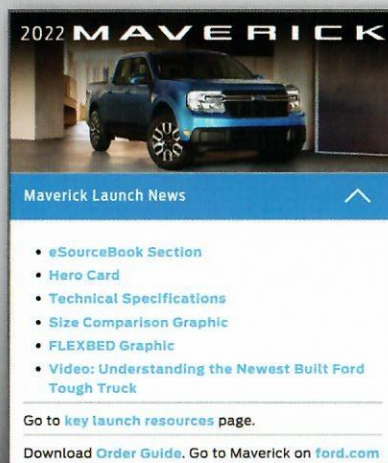 2022 MAVERICK
Maverick Launch News
• eSourceBook Section
• Hero Card
• Technical Specifications
• Size Comparison Graphic
• FLEXBED Graphic
• Video: Understanding the Newest Built Ford
Tough Truck
Go to key launch resources page.
Download Order Guide. Go to Maverick on ford.com